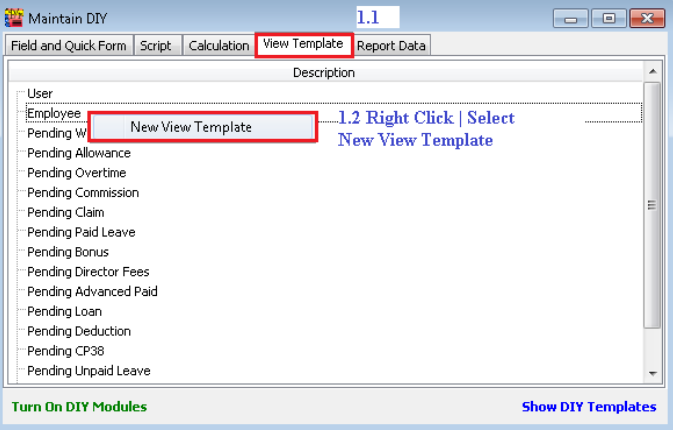 Maintain DIY
1.1
Field and Quick Form Script Calculation View Template Report Data
Description
User
Employee
New View Template
1.2 Right Click | Select
New View Template
Pending W
Pending Allowance
Pending Overtime
Pending Commission
Pending Claim
Pending Paid Leave
Pending Bonus
Pending Director Fees
Pending Advanced Paid
Pending Loan
Pending Deduction
Pending CP38
Pending Unpaid Leave
Turn On DIY Modules
Show DIY Templates